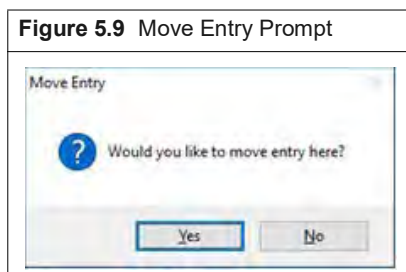 Figure 5.9 Move Entry Prompt
Move Entry
Would you like to move entry here?
Yes
No